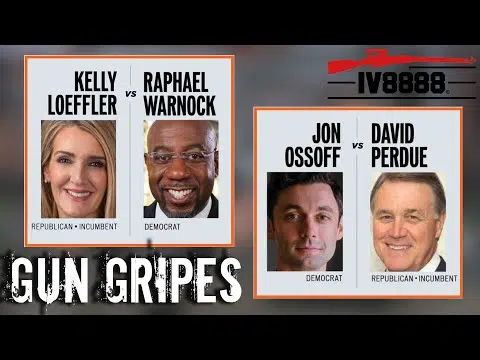 KELLY
LOEFFLER
vs
RAPHAEL
WARNOCK
REPUBLICAN • INCUMBENT
DEMOCRAT
IV8888
JON
OSSOFF
vs
DAVID
PERDUE
DEMOCRAT
REPUBLICAN • INCUMBENT
GUN GRIPES